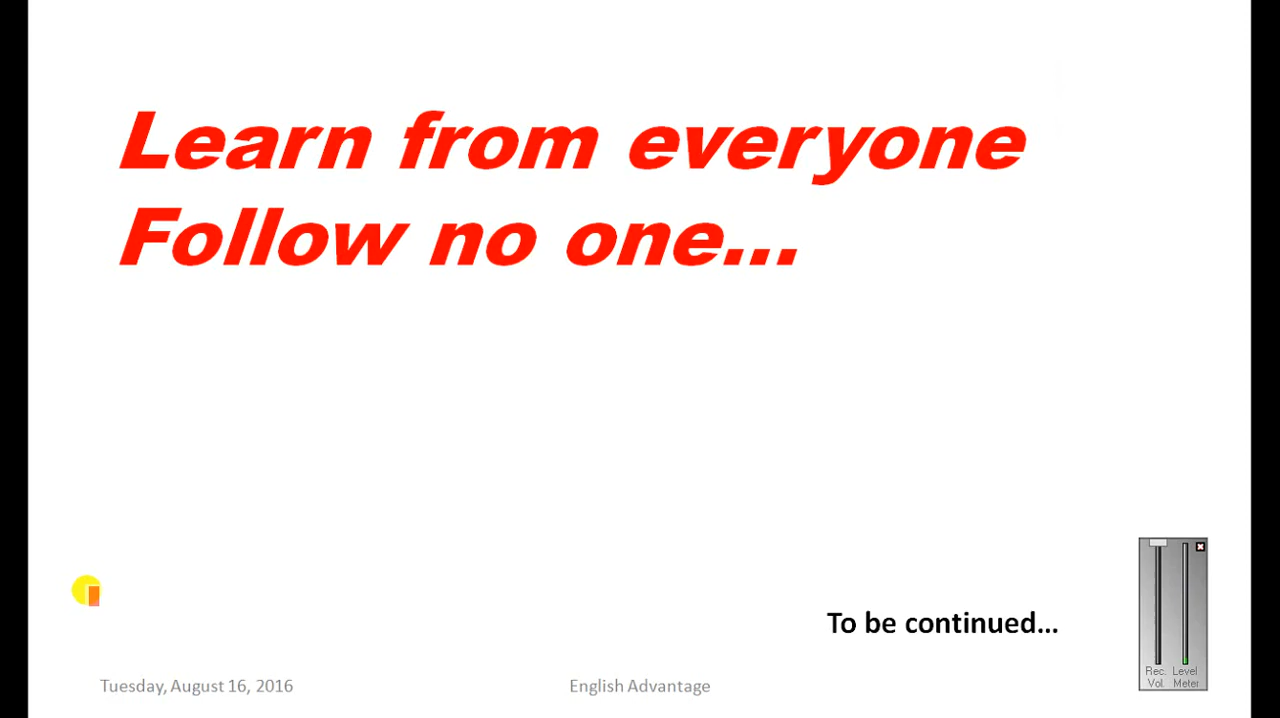 Learn from everyone
Follow no one...
To be continued...
Rec. Level
Vol. Meter
Tuesday, August 16, 2016
English Advantage